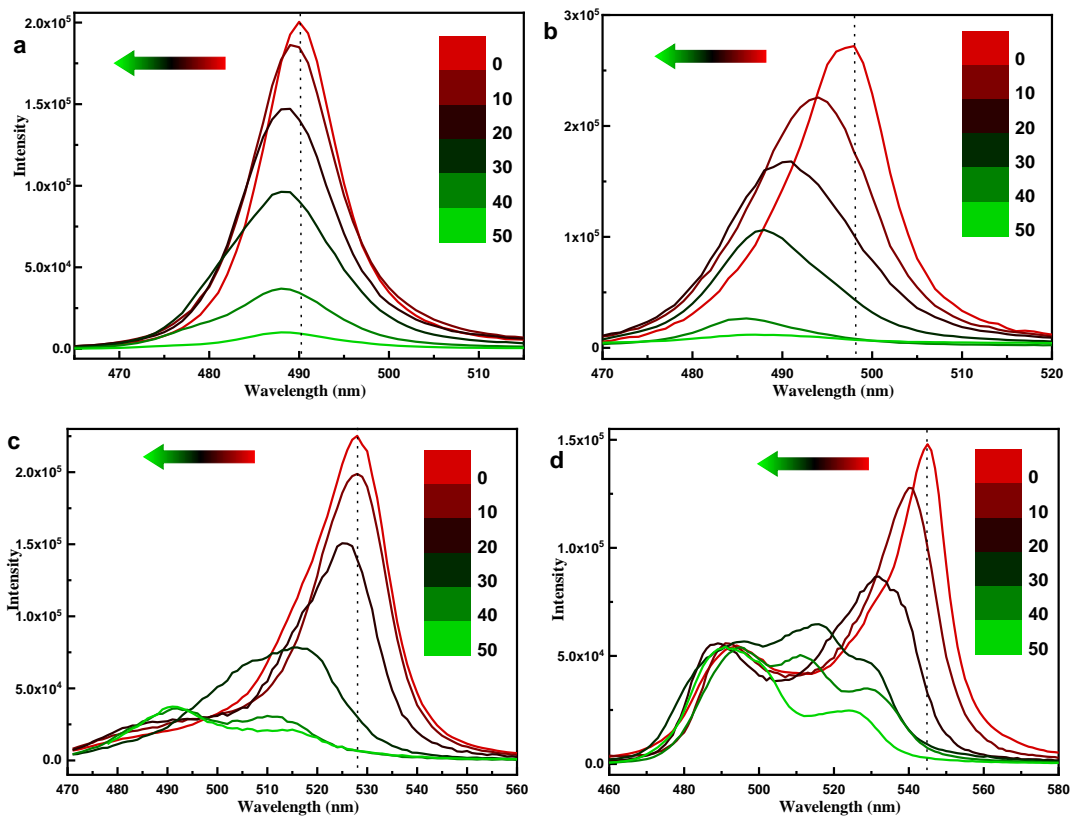 a
Intensity
2.0x10⁵
1.5x10⁵
1.0x10⁵
5.0x10⁴
0.0
470 480 490 500 510
Wavelength (nm)
0
10
20
30
40
50
b
3x10⁵
2x10⁵
1x10⁵
0
470 480 490 500 510 520
Wavelength (nm)
0
10
20
30
40
50
c
Intensity
2.0x10⁵
1.5x10⁵
1.0x10⁵
5.0x10⁴
0.0
471 480 490 500 510 520 530 540 550 560
Wavelength (nm)
0
10
20
30
40
50
d
Intensity
1.5x10⁵
1.0x10⁵
5.0x10⁴
0.0
460 480 500 520 540 560 580
Wavelength (nm)
0
10
20
30
40
50